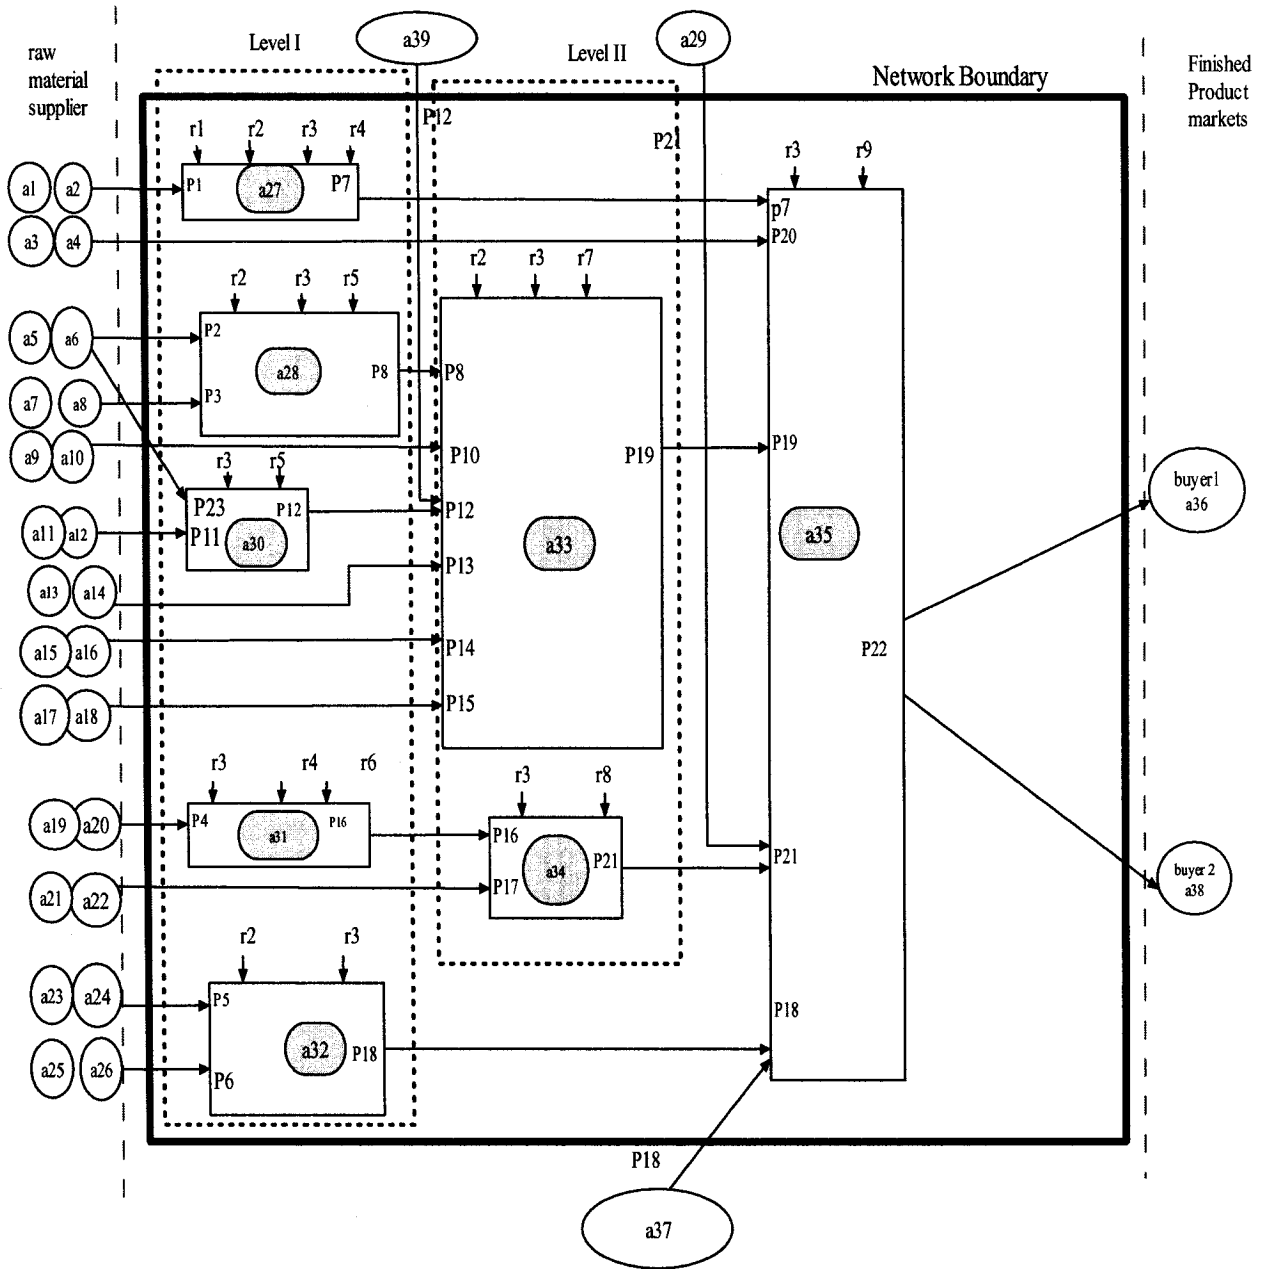 a39
a29
Level I
Level II
raw
material
supplier
Network Boundary
Finished
Product
markets
P12
P21
r1 r2 r3 r4
r3 r9
a1 a2
P1 a27 P7
p7
a3 a4
P20
r2 r3 r5
r2 r3 r7
a5 a6
P2
a28 P8
P8
a7 a8
P3
a9 a10
P10
P19
P19
r3 r5
buyer1
a36
P23 P12
P12
a11 a12
P11 a30
a33
a35
P13
a13 a14
a15 a16
P14
P22
a17 a18
P15
r3 r4 r6
r3 r8
a19 a20
P4 a31 P16
P16
a34 P21
P21
P17
a21 a22
buyer 2
a38
r2 r3
a23 a24
P5
P18
a32 P18
a25 a26
P6
P18
a37